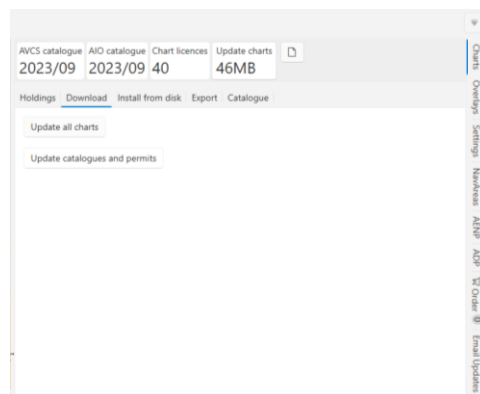 AVCS catalogue AIO catalogue Chart licences Update charts
2023/09 2023/09 40 46MB
Holdings Download Install from disk Export Catalogue
Update all charts
Update catalogues and permits
Charts
Overlays
Settings
NavAreas
AENP
ADP
Order 0
Email Updates